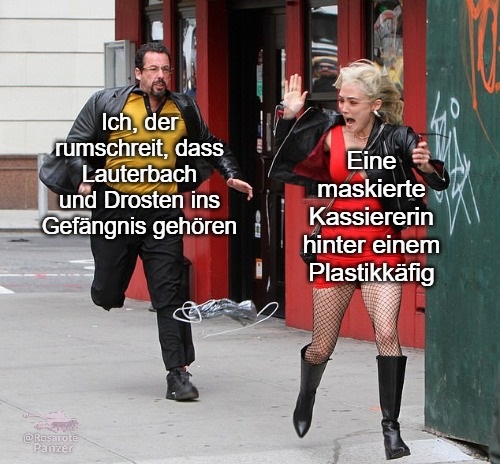 Ich, der
rumschreit, dass
Lauterbach
und Drosten ins
Gefängnis gehören
Eine
maskierte
Kassiererin
hinter einem
Plastikkäfig
@Rosarote
Panzer